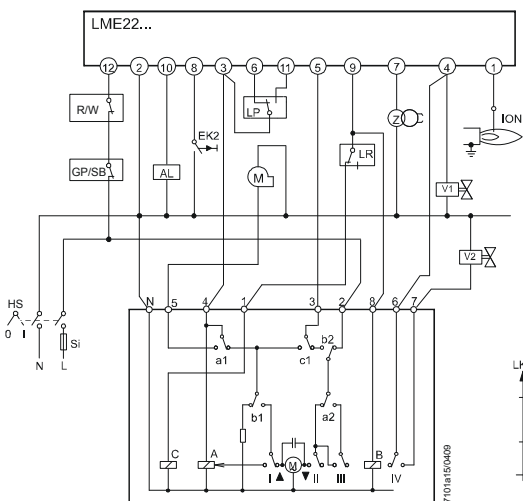 LME22...
12 2 10 8 3 6 11 5 9 7 4 1
R/W
LP
EK2
Z
ION
GP/SB
AL
M
LR
V1
V2
HS
0 I
Si
N L
N 5 4 1 3 2 8 6 7
a1 c1 b2
b1 a2
C A B
I M II III IV
LK
7101a15/0409